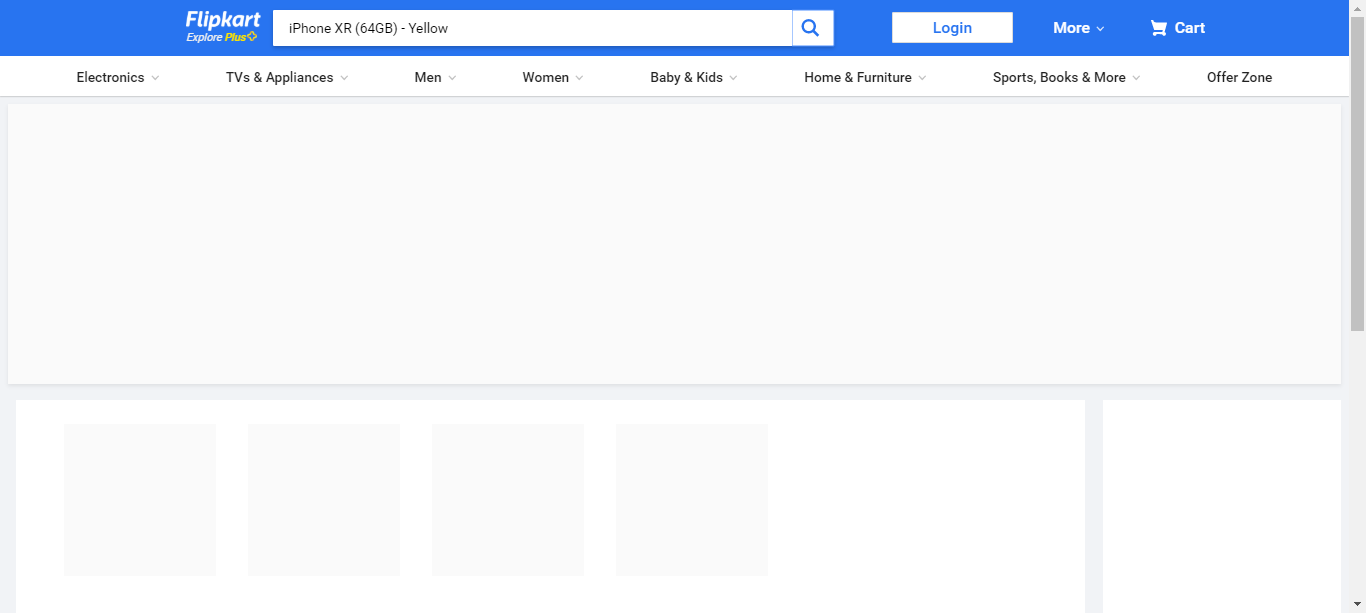 Flipkart
Explore Plus
iPhone XR (64GB) - Yellow
Login
More
Cart
Electronics
TVs & Appliances
Men
Women
Baby & Kids
Home & Furniture
Sports, Books & More
Offer Zone